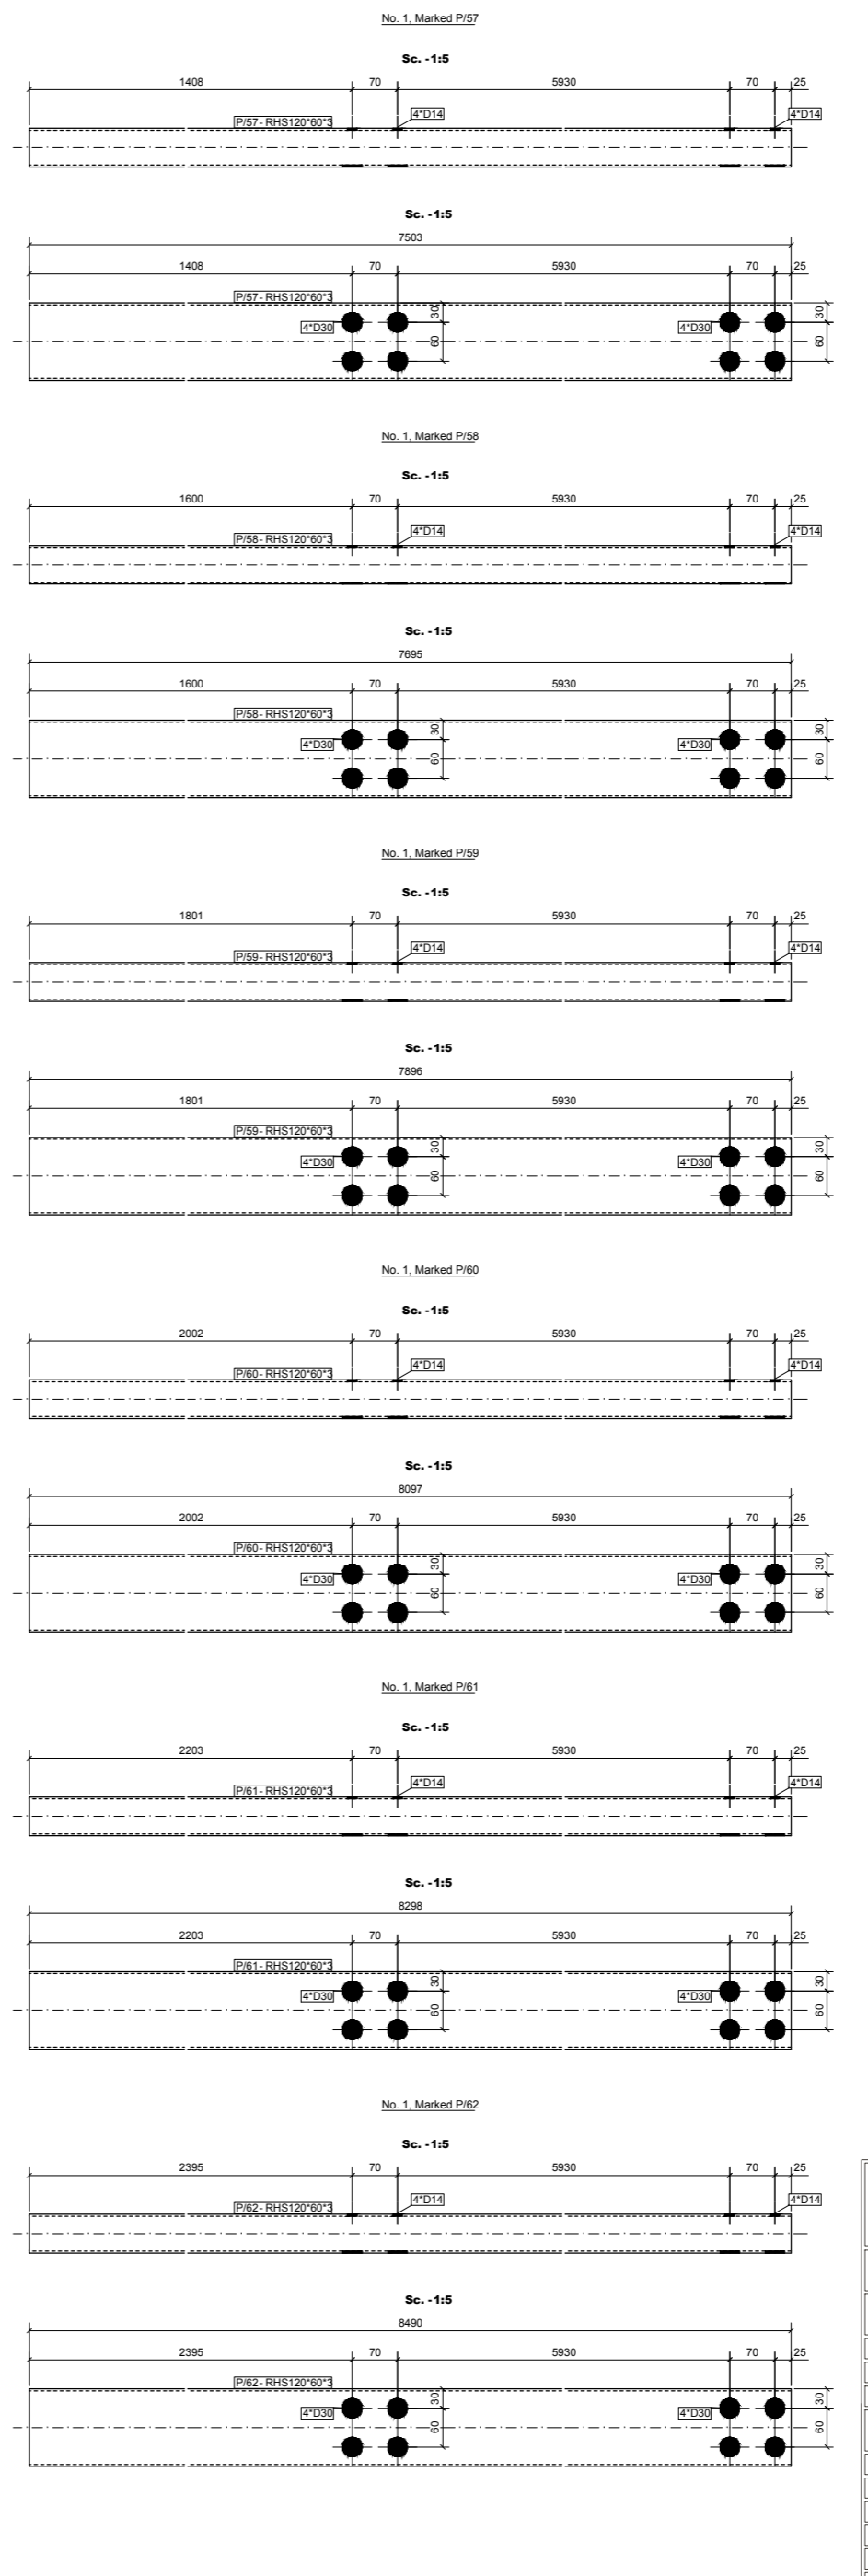 No. 1, Marked P/57
Sc. -1:5
1408 70 5930 70 25
P/57- RHS120*60*3 4*D14 4*D14
Sc. -1:5
7503
1408 70 5930 70 25
P/57- RHS120*60*3 30 30
4*D30 4*D30
60 60
No. 1, Marked P/58
Sc. -1:5
1600 70 5930 70 25
P/58- RHS120*60*3 4*D14 4*D14
Sc. -1:5
7695
1600 70 5930 70 25
P/58- RHS120*60*3 30 30
4*D30 4*D30
60 60
No. 1, Marked P/59
Sc. -1:5
1801 70 5930 70 25
P/59- RHS120*60*3 4*D14 4*D14
Sc. -1:5
7896
1801 70 5930 70 25
P/59- RHS120*60*3 30 30
4*D30 4*D30
60 60
No. 1, Marked P/60
Sc. -1:5
2002 70 5930 70 25
P/60- RHS120*60*3 4*D14 4*D14
Sc. -1:5
8097
2002 70 5930 70 25
P/60- RHS120*60*3 30 30
4*D30 4*D30
60 60
No. 1, Marked P/61
Sc. -1:5
2203 70 5930 70 25
P/61- RHS120*60*3 4*D14 4*D14
Sc. -1:5
8298
2203 70 5930 70 25
P/61- RHS120*60*3 30 30
4*D30 4*D30
60 60
No. 1, Marked P/62
Sc. -1:5
2395 70 5930 70 25
P/62- RHS120*60*3 4*D14 4*D14
Sc. -1:5
8490
2395 70 5930 70 25
P/62- RHS120*60*3 30 30
4*D30 4*D30
60 60